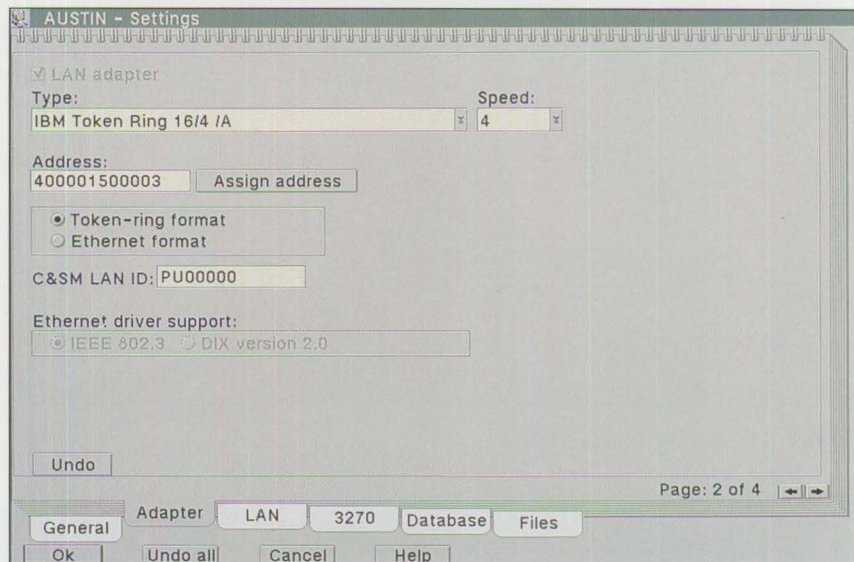 AUSTIN - Settings
LAN adapter
Type: Speed:
IBM Token Ring 16/4 /A 4
Address:
400001500003 Assign address
Token-ring format
Ethernet format
C&SM LAN ID: PU00000
Ethernet driver support:
IEEE 802.3 DIX version 2.0
Undo
Page: 2 of 4
General Adapter LAN 3270 Database Files
Ok Undo all Cancel Help